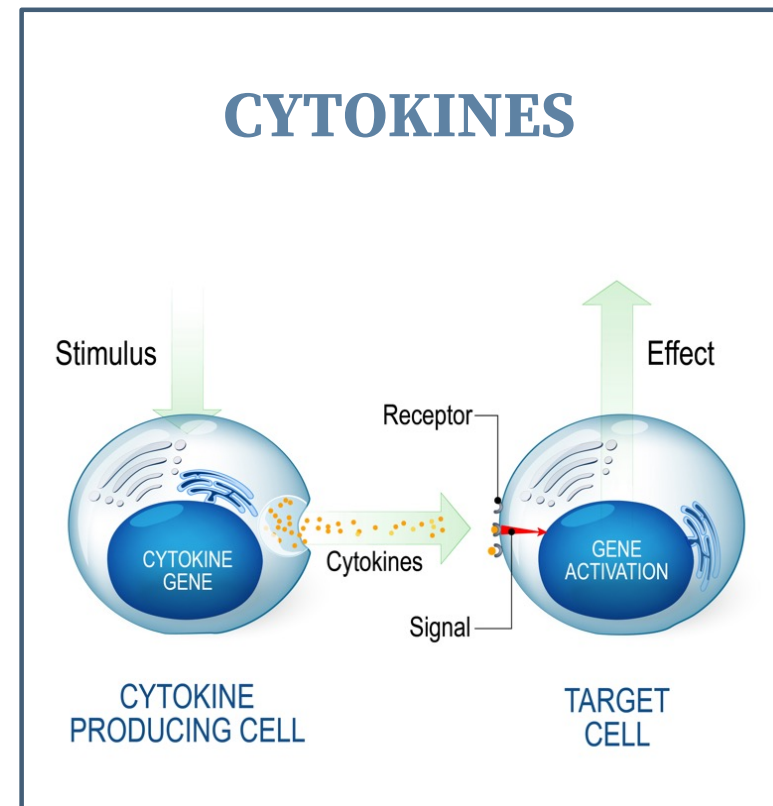 CYTOKINES
Stimulus
Effect
Receptor
CYTOKINE
GENE
Cytokines
GENE
ACTIVATION
Signal
CYTOKINE
PRODUCING CELL
TARGET
CELL